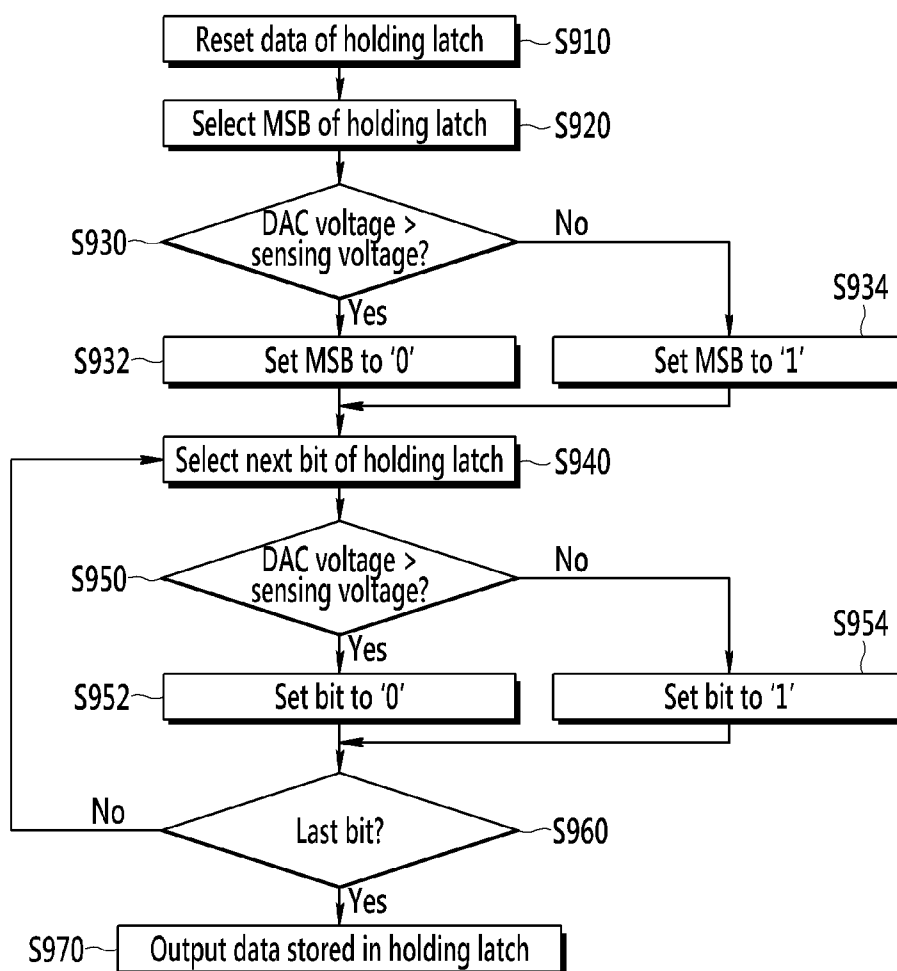 Reset data of holding latch
S910
Select MSB of holding latch
S920
DAC voltage >
sensing voltage?
S930
No
Yes
S934
S932
Set MSB to ‘0’
Set MSB to ‘1’
Select next bit of holding latch
S940
DAC voltage >
sensing voltage?
S950
No
Yes
S954
S952
Set bit to ‘0’
Set bit to ‘1’
No
Last bit?
S960
Yes
S970
Output data stored in holding latch